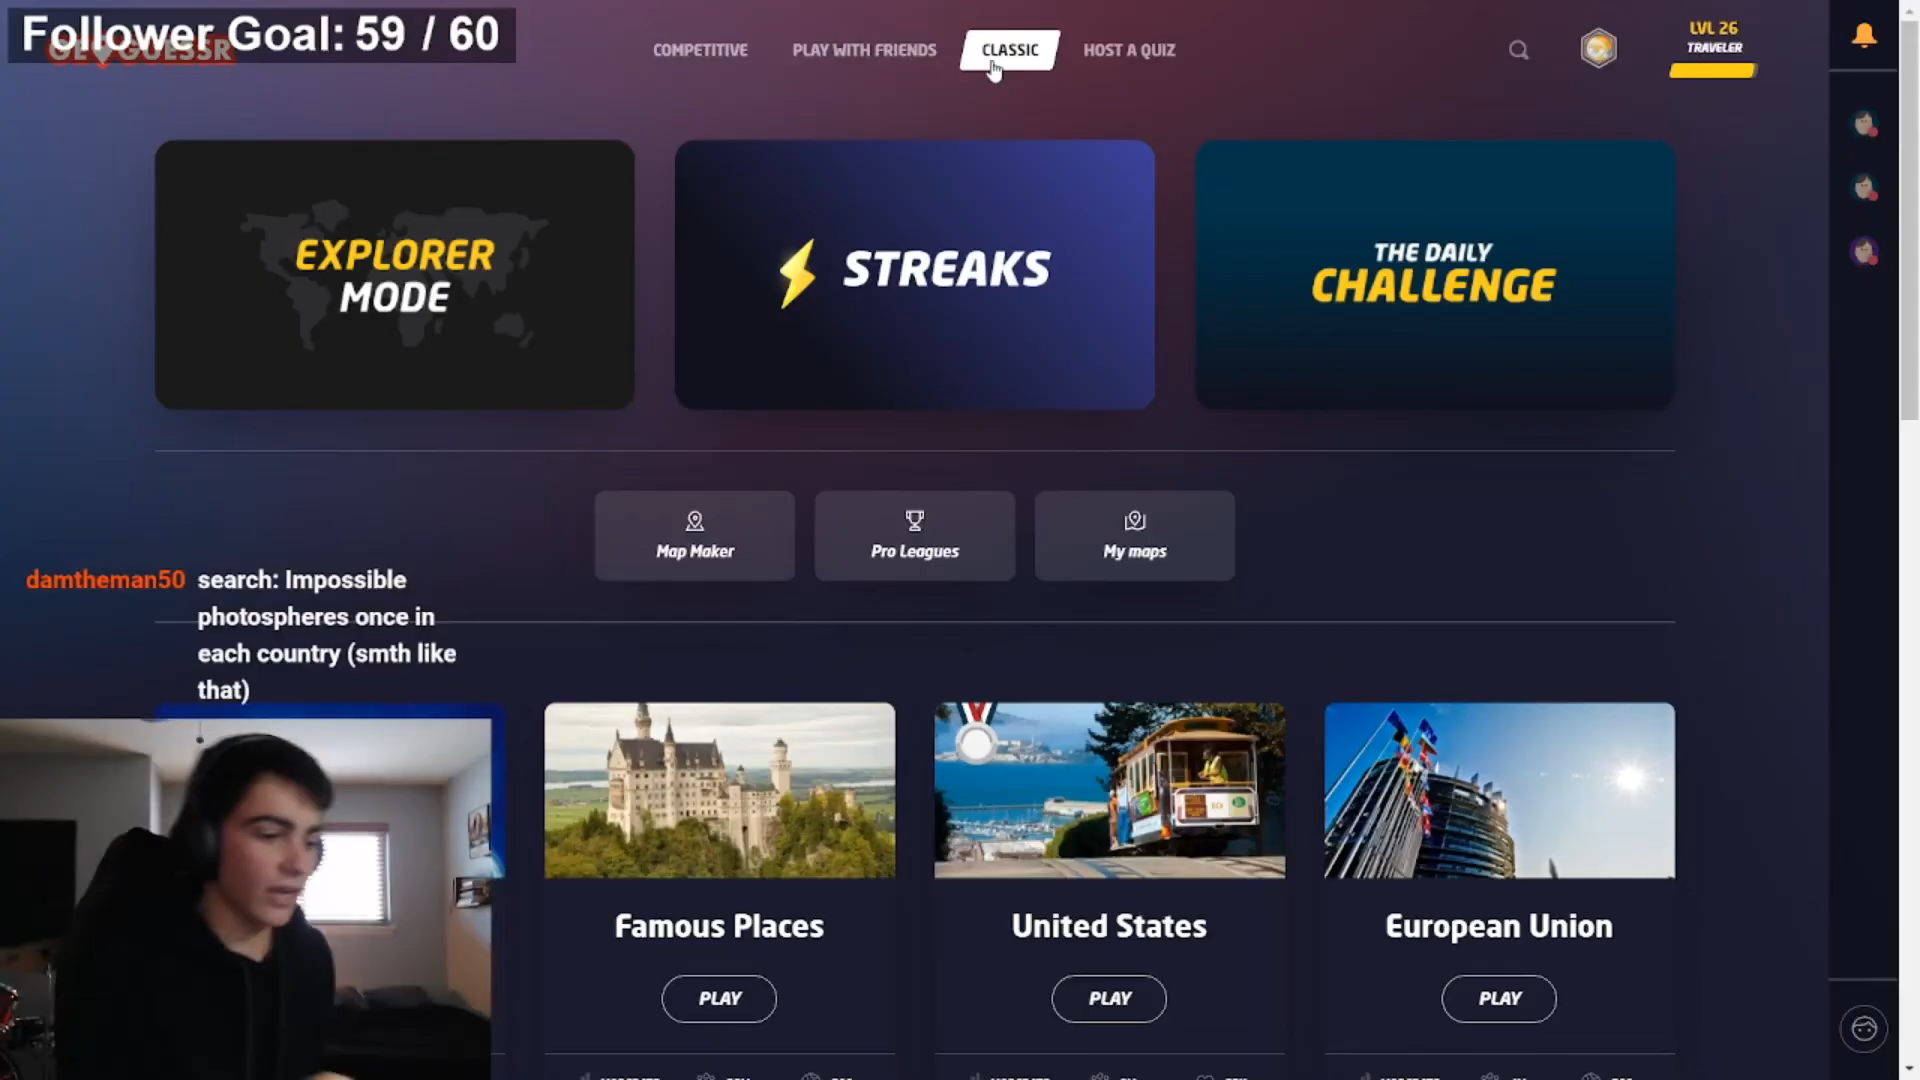 Follower Goal: 59 / 60
GEOGUESSR
COMPETITIVE
PLAY WITH FRIENDS
CLASSIC
HOST A QUIZ
LVL 26
TRAVELER
EXPLORER
MODE
STREAKS
THE DAILY
CHALLENGE
Map Maker
Pro Leagues
My maps
damtheman50 search: Impossible
photospheres once in
each country (smth like
that)
Famous Places
United States
European Union
PLAY
PLAY
PLAY